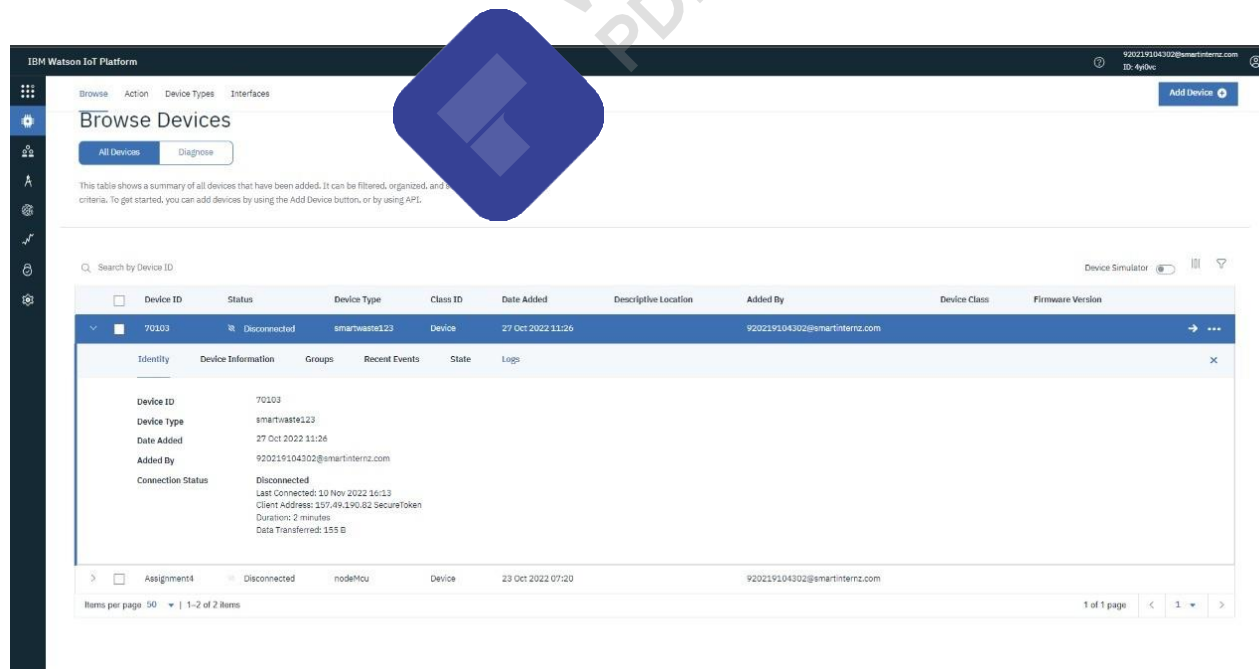 PD
IBM Watson IoT Platform
920219104302@smartinternz.com
ID: 4yi0vc
Browse Action Device Types Interfaces
Add Device
Browse Devices
All Devices Diagnose
This table shows a summary of all devices that have been added. It can be filtered, organized, and
criteria. To get started, you can add devices by using the Add Device button, or by using API.
Search by Device ID
Device Simulator
Device ID Status Device Type Class ID Date Added Descriptive Location Added By Device Class Firmware Version
70103 Disconnected smartwaste123 Device 27 Oct 2022 11:26 920219104302@smartinternz.com
Identity Device Information Groups Recent Events State Logs
Device ID 70103
Device Type smartwaste123
Date Added 27 Oct 2022 11:26
Added By 920219104302@smartinternz.com
Connection Status Disconnected
Last Connected: 10 Nov 2022 16:13
Client Address: 157.49.190.82 SecureToken
Duration: 2 minutes
Data Transferred: 155 B
Assignment4 Disconnected nodeMcu Device 23 Oct 2022 07:20 920219104302@smartinternz.com
Items per page 50 | 1–2 of 2 items
1 of 1 page 1